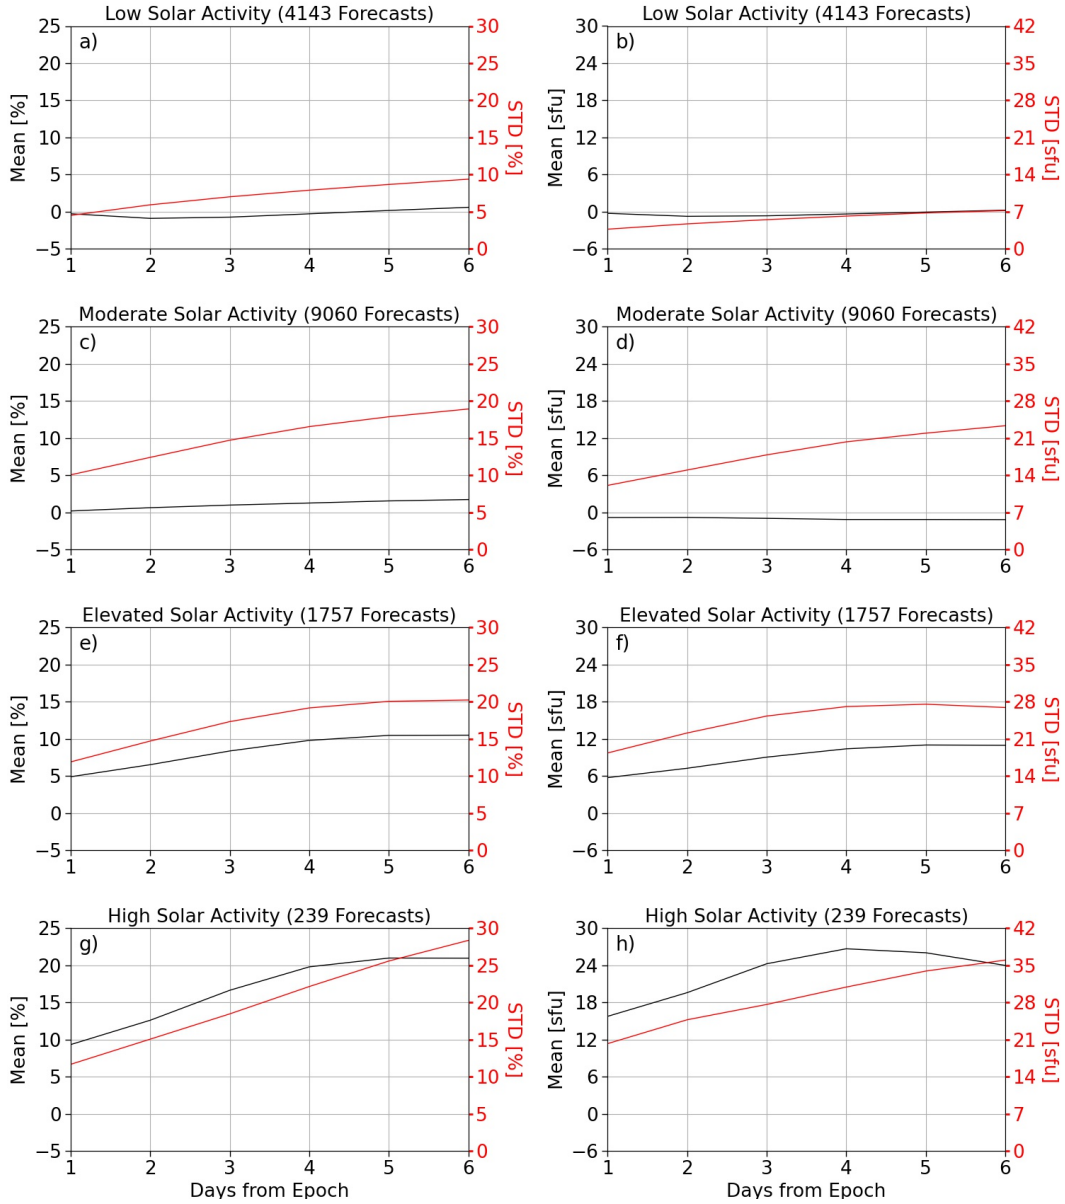 Low Solar Activity (4143 Forecasts)
a)
Mean [%]
25
20
15
10
5
0
−5
30
25
20
15
10
5
0
STD [%]
1 2 3 4 5 6
Low Solar Activity (4143 Forecasts)
b)
Mean [sfu]
30
24
18
12
6
0
−6
42
35
28
21
14
7
0
STD [sfu]
1 2 3 4 5 6
Moderate Solar Activity (9060 Forecasts)
c)
Mean [%]
25
20
15
10
5
0
−5
30
25
20
15
10
5
0
STD [%]
1 2 3 4 5 6
Moderate Solar Activity (9060 Forecasts)
d)
Mean [sfu]
30
24
18
12
6
0
−6
42
35
28
21
14
7
0
STD [sfu]
1 2 3 4 5 6
Elevated Solar Activity (1757 Forecasts)
e)
Mean [%]
25
20
15
10
5
0
−5
30
25
20
15
10
5
0
STD [%]
1 2 3 4 5 6
Elevated Solar Activity (1757 Forecasts)
f)
Mean [sfu]
30
24
18
12
6
0
−6
42
35
28
21
14
7
0
STD [sfu]
1 2 3 4 5 6
High Solar Activity (239 Forecasts)
g)
Mean [%]
25
20
15
10
5
0
−5
30
25
20
15
10
5
0
STD [%]
1 2 3 4 5 6
Days from Epoch
High Solar Activity (239 Forecasts)
h)
Mean [sfu]
30
24
18
12
6
0
−6
42
35
28
21
14
7
0
STD [sfu]
1 2 3 4 5 6
Days from Epoch